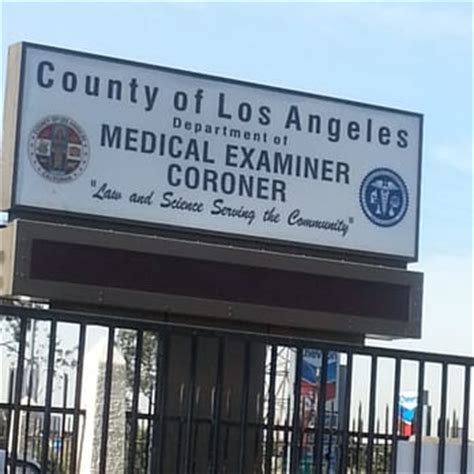 County of Los Angeles
Department of
MEDICAL EXAMINER
CORONER
"Law and Science Serving the Community"